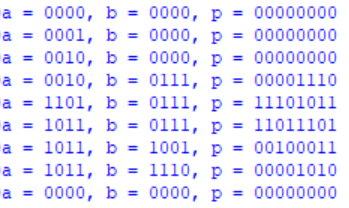 a = 0000, b = 0000, p = 00000000
a = 0001, b = 0000, p = 00000000
a = 0010, b = 0000, p = 00000000
a = 0010, b = 0111, p = 00001110
a = 1101, b = 0111, p = 11101011
a = 1011, b = 0111, p = 11011101
a = 1011, b = 1001, p = 00100011
a = 1011, b = 1110, p = 00001010
a = 0000, b = 0000, p = 00000000